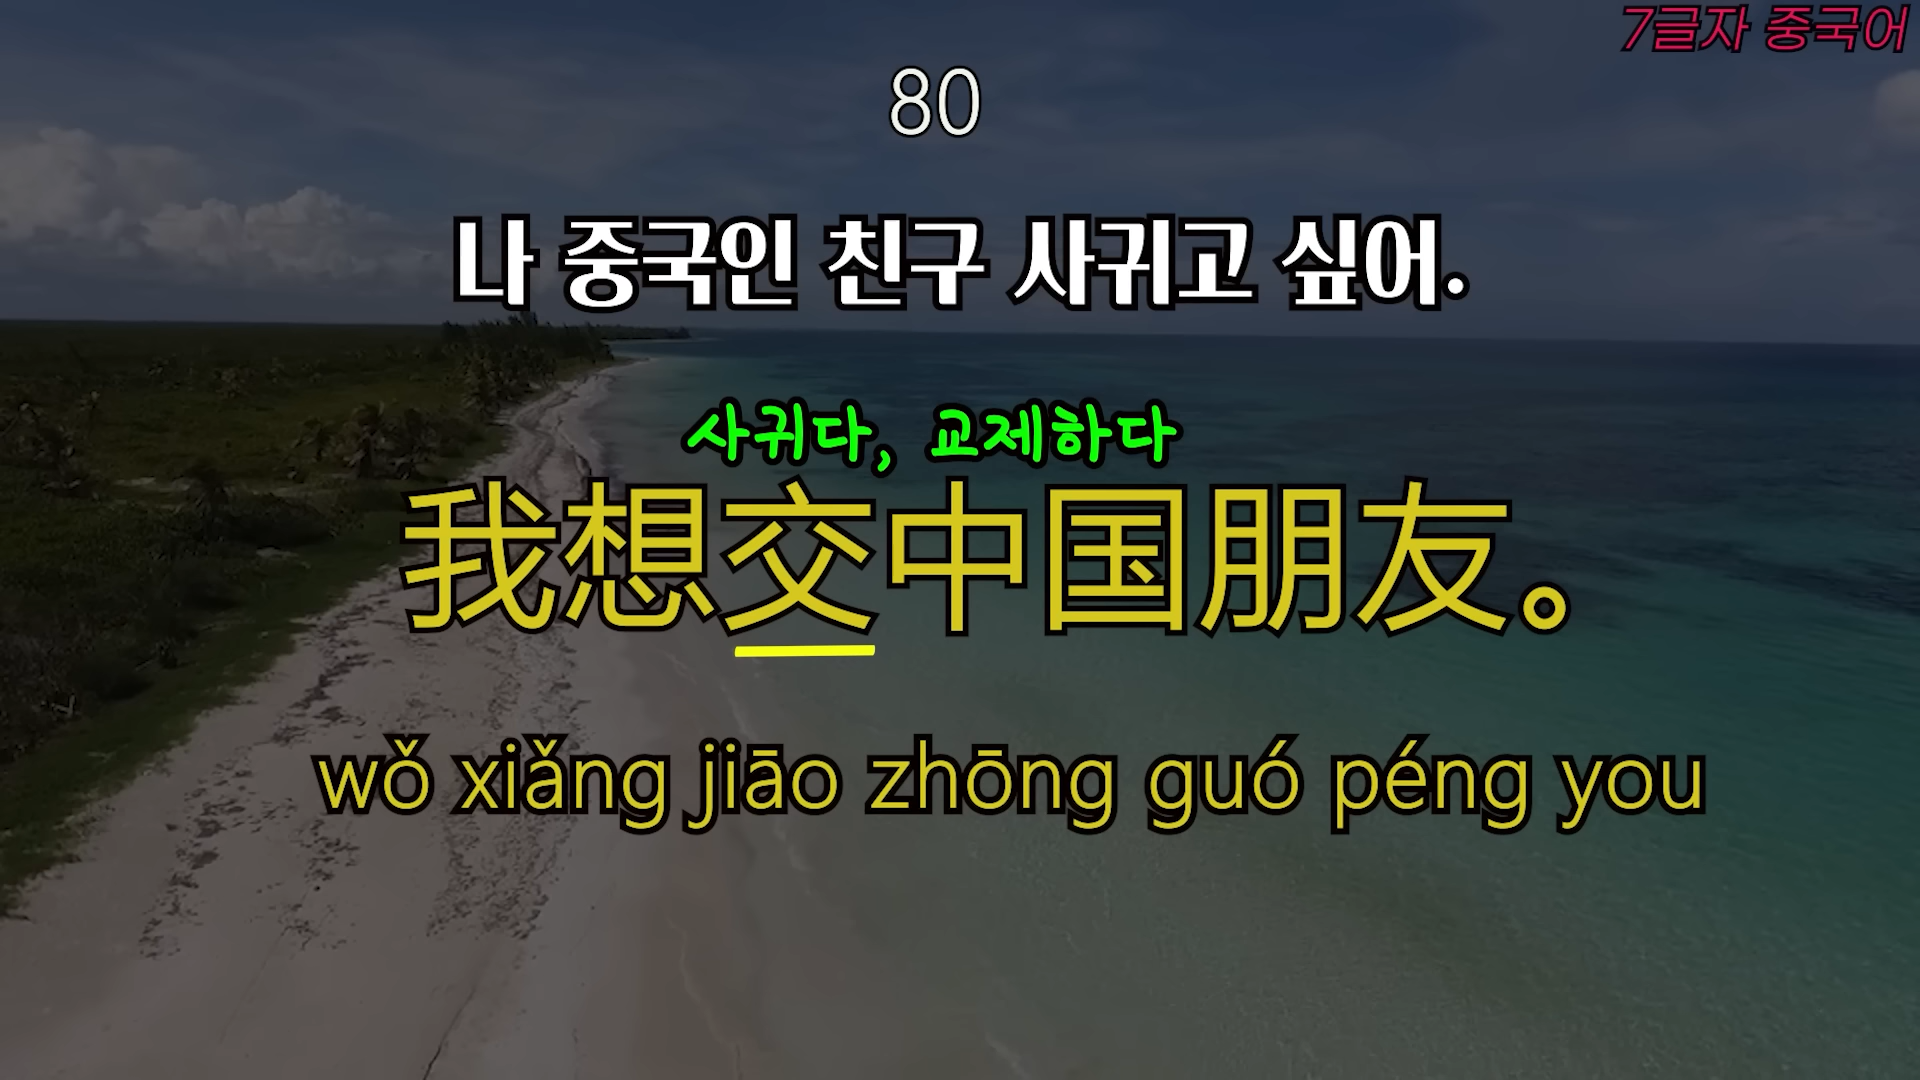 7글자 중국어
80
나 중국인 친구 사귀고 싶어.
사귀다, 교제하다
我想交中国朋友。
wǒ xiǎng jiāo zhōng guó péng you